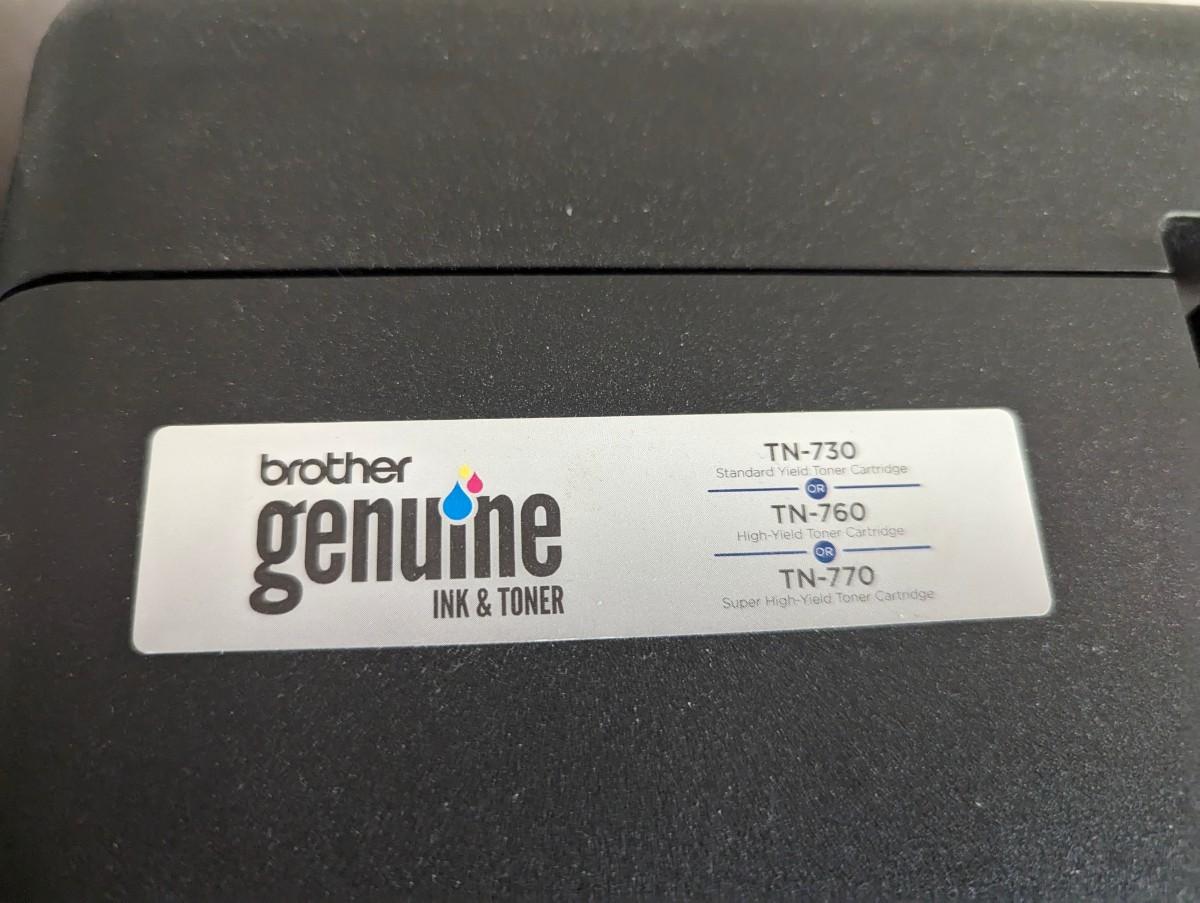 brother
genuine
INK & TONER
TN-730
Standard Yield Toner Cartridge
OR
TN-760
High-Yield Toner Cartridge
OR
TN-770
Super High-Yield Toner Cartridge